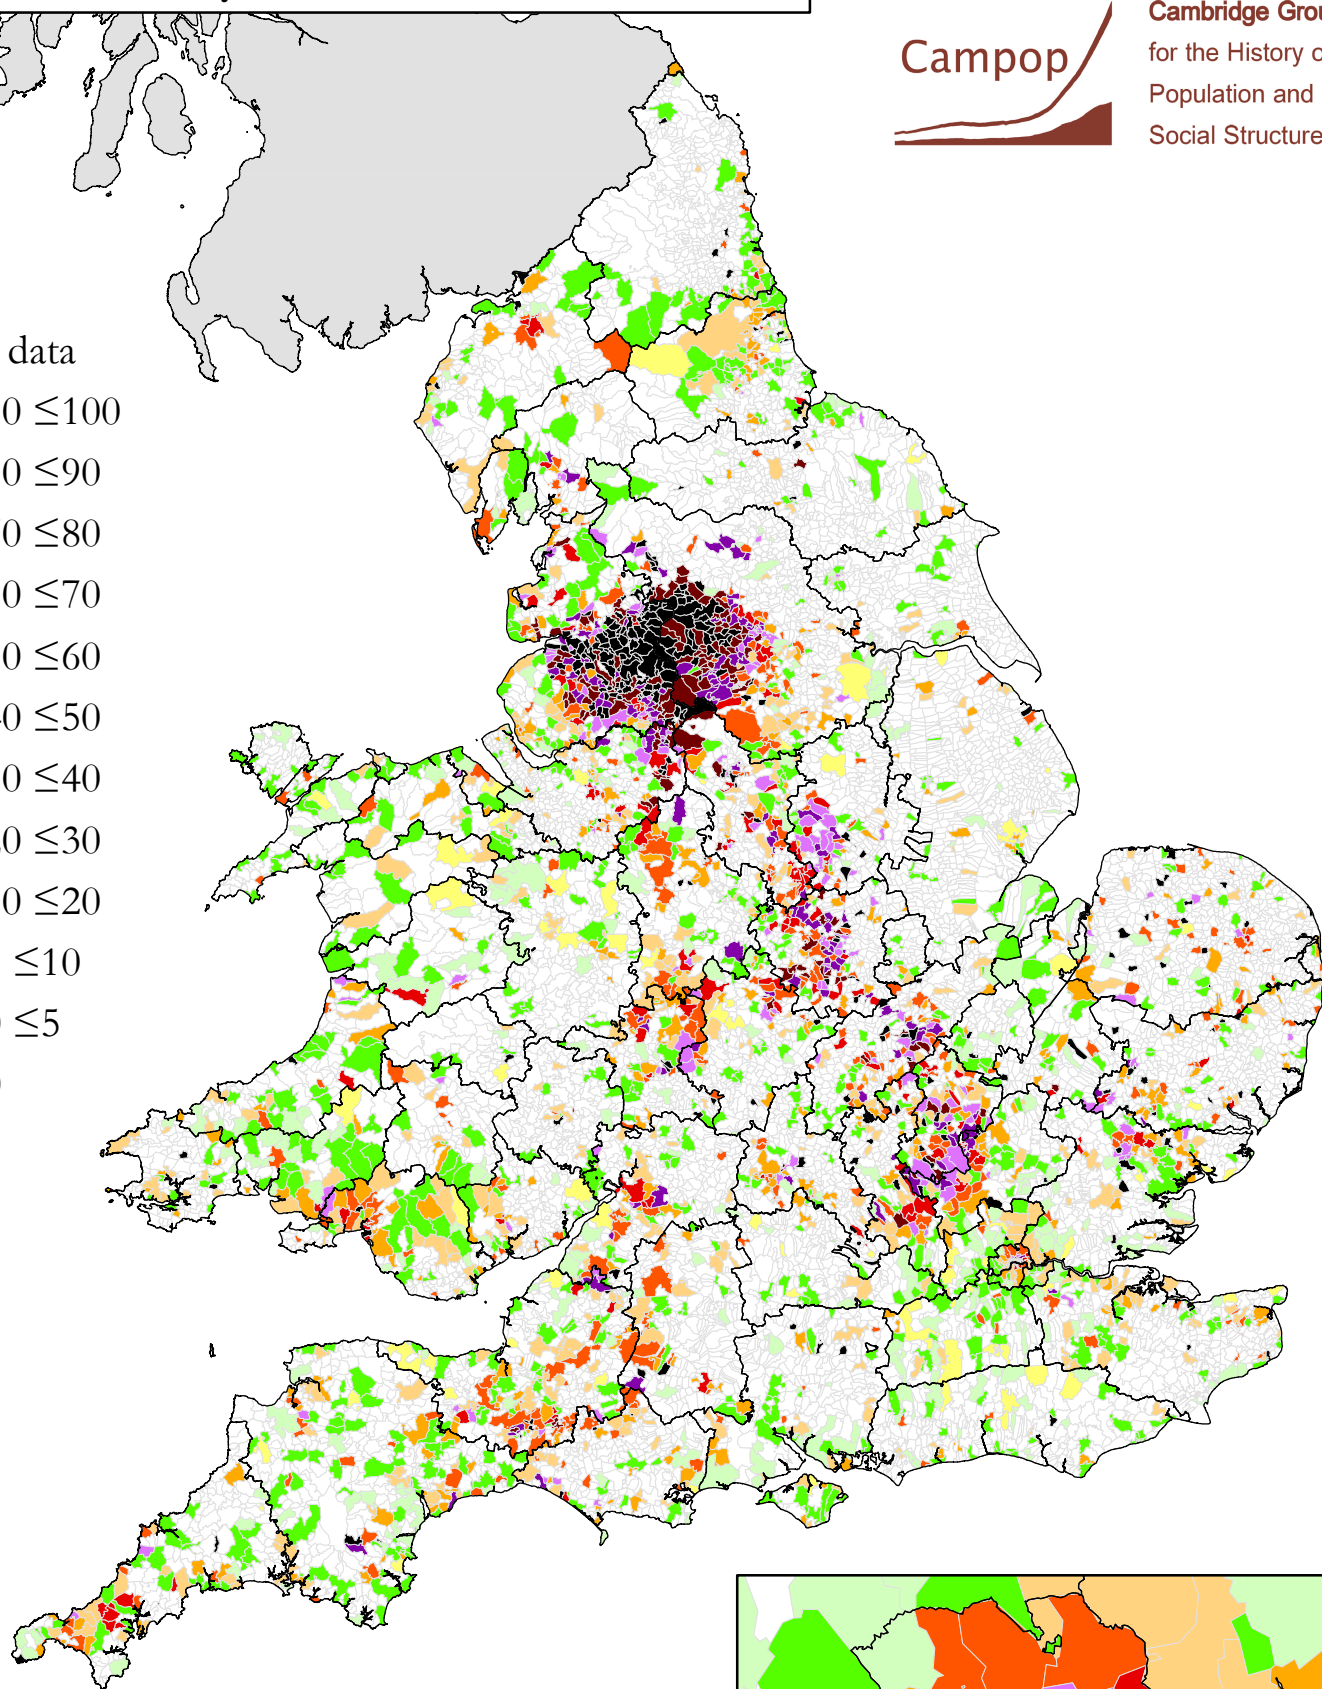 Cambridge Grou
for the History o
Population and
Social Structure
Campop
data
0 ≤100
0 ≤90
0 ≤80
0 ≤70
0 ≤60
0 ≤50
0 ≤40
0 ≤30
0 ≤20
≤10
≤5